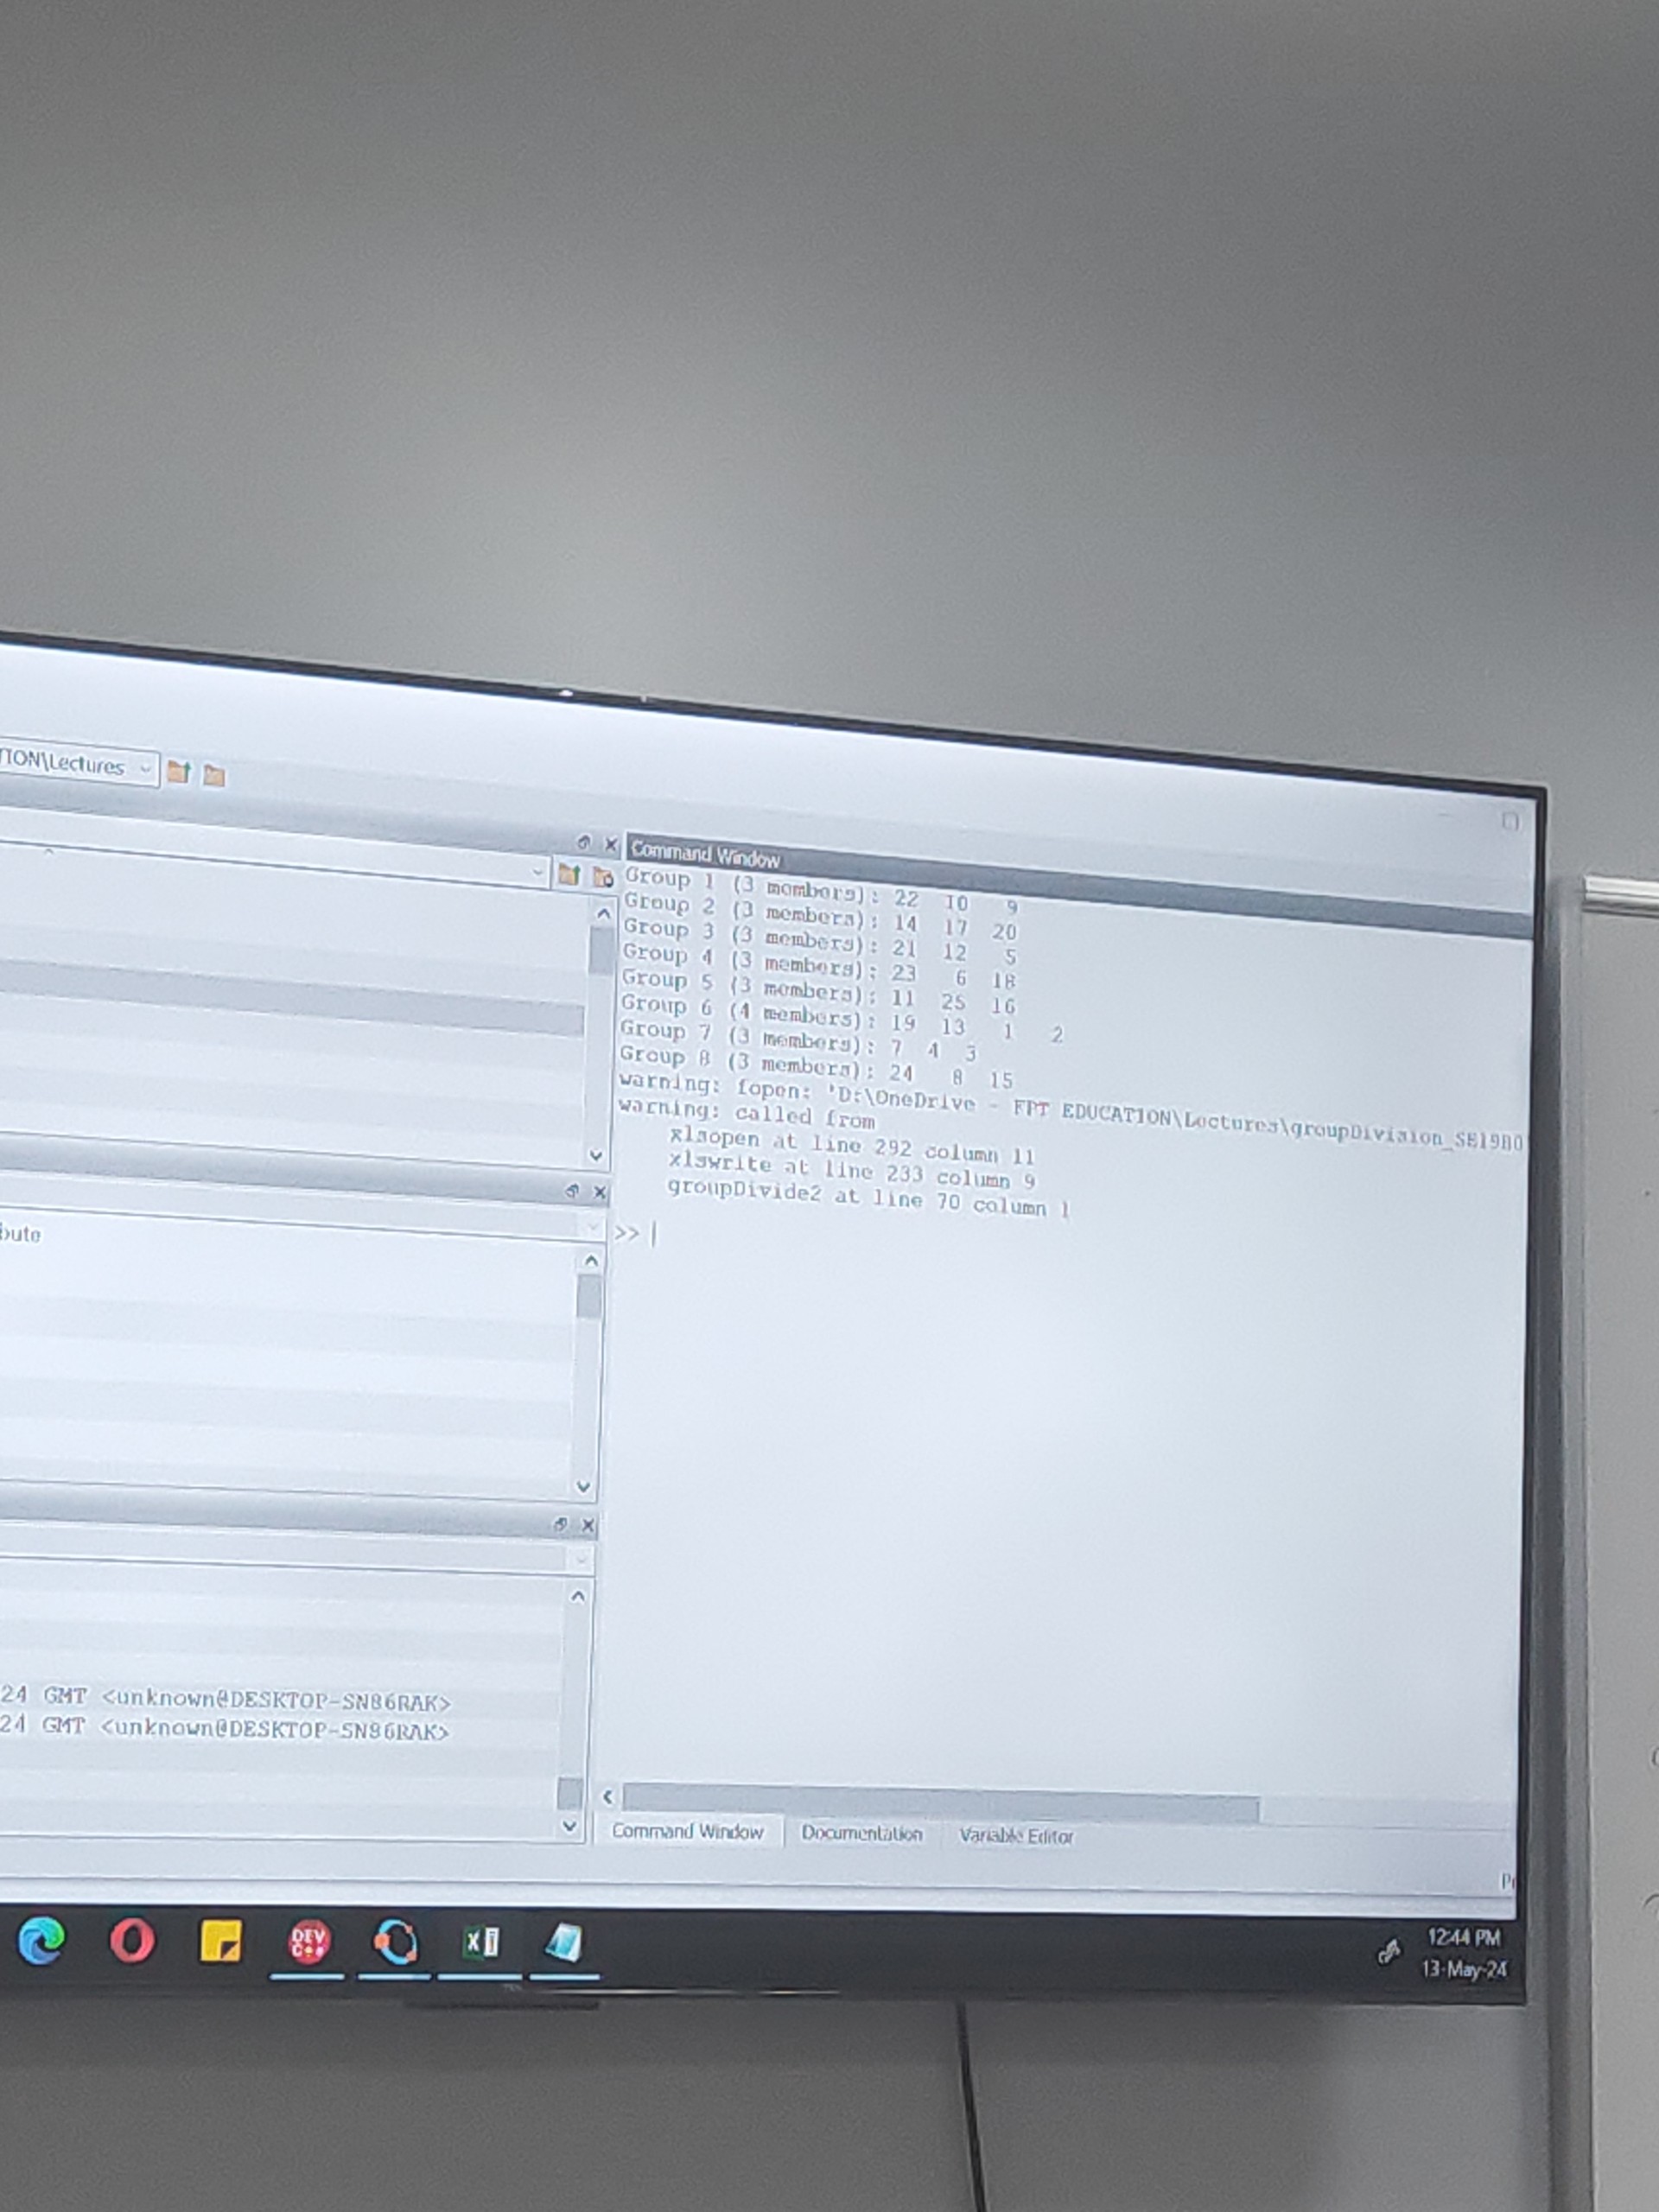 TION\Lectures
Command Window
Group 1 (3 members): 22 10 9
Group 2 (3 members): 14 17 20
Group 3 (3 members): 21 12 5
Group 4 (3 members): 23 6 18
Group 5 (3 members): 11 25 16
Group 6 (4 members): 19 13 1 2
Group 7 (3 members): 7 4 3
Group 8 (3 members): 24 8 15
warning: fopen: 'D:\OneDrive - FPT EDUCATION\Lectures\groupDivision_SE19B0
warning: called from
xlsopen at line 292 column 11
xlswrite at line 233 column 9
groupDivide2 at line 70 column 1
>>
bute
24 GMT <unknown@DESKTOP-SN86RAK>
24 GMT <unknown@DESKTOP-SN86RAK>
Command Window Documentation Variable Editor
DEV
C++
12:44 PM
13-May-24